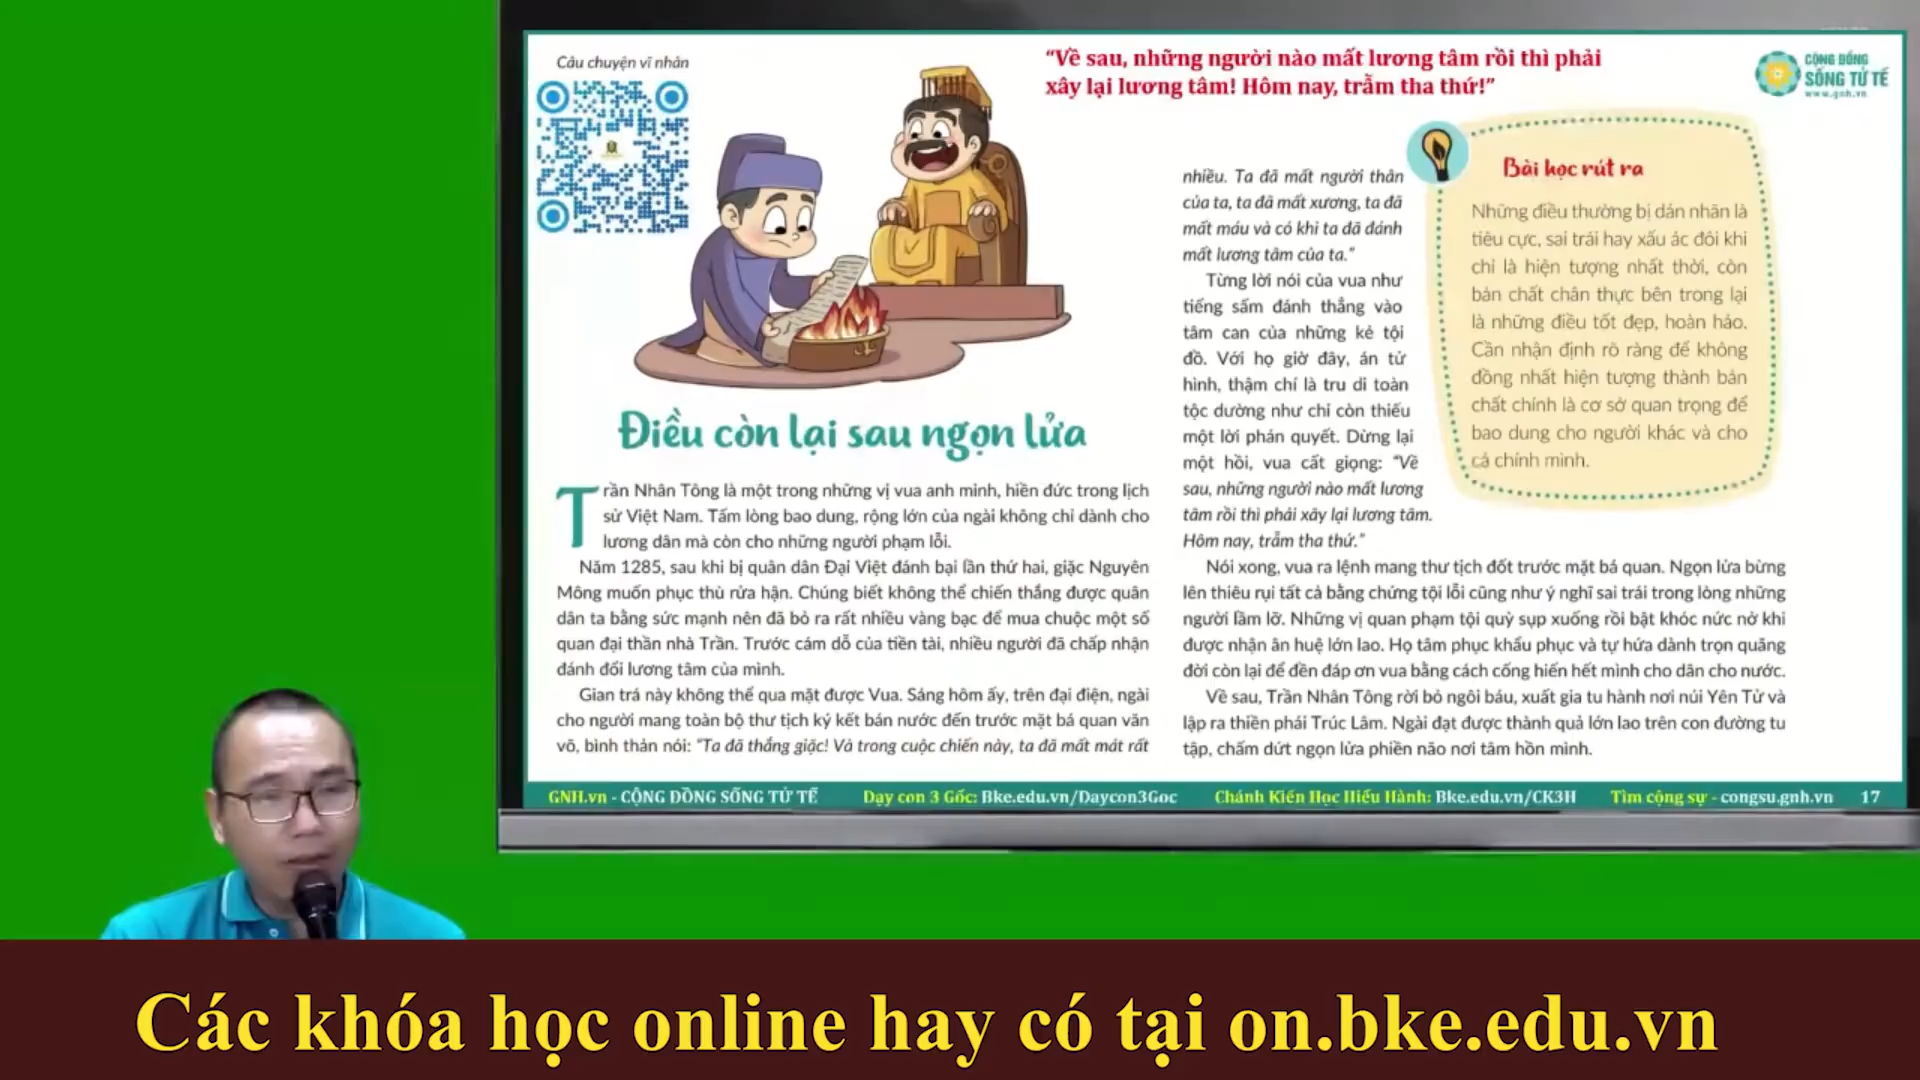 Câu chuyện vĩ nhân
“Về sau, những người nào mất lương tâm rồi thì phải
xây lại lương tâm! Hôm nay, trẫm tha thứ!”
CỘNG ĐỒNG
SỐNG TỬ TẾ
www.gnh.vn
Điều còn lại sau ngọn lửa
Trần Nhân Tông là một trong những vị vua anh minh, hiền đức trong lịch
sử Việt Nam. Tấm lòng bao dung, rộng lớn của ngài không chỉ dành cho
lương dân mà còn cho những người phạm lỗi.
Năm 1285, sau khi bị quân dân Đại Việt đánh bại lần thứ hai, giặc Nguyên
Mông muốn phục thù rửa hận. Chúng biết không thể chiến thắng được quân
dân ta bằng sức mạnh nên đã bỏ ra rất nhiều vàng bạc để mua chuộc một số
quan đại thần nhà Trần. Trước cám dỗ của tiền tài, nhiều người đã chấp nhận
đánh đổi lương tâm của mình.
Gian trá này không thể qua mặt được Vua. Sáng hôm ấy, trên đại điện, ngài
cho người mang toàn bộ thư tịch ký kết bán nước đến trước mặt bá quan văn
võ, bình thản nói: “Ta đã thắng giặc! Và trong cuộc chiến này, ta đã mất mát rất
nhiều. Ta đã mất người thân
của ta, ta đã mất xương, ta đã
mất máu và có khi ta đã đánh
mất lương tâm của ta.”
Từng lời nói của vua như
tiếng sấm đánh thẳng vào
tâm can của những kẻ tội
đồ. Với họ giờ đây, án tử
hình, thậm chí là tru di toàn
tộc dường như chỉ còn thiếu
một lời phán quyết. Dừng lại
một hồi, vua cất giọng: “Về
sau, những người nào mất lương
tâm rồi thì phải xây lại lương tâm.
Hôm nay, trẫm tha thứ.”
Nói xong, vua ra lệnh mang thư tịch đốt trước mặt bá quan. Ngọn lửa bừng
lên thiêu rụi tất cả bằng chứng tội lỗi cũng như ý nghĩ sai trái trong lòng những
người lầm lỡ. Những vị quan phạm tội quỳ sụp xuống rồi bật khóc nức nở khi
được nhận ân huệ lớn lao. Họ tâm phục khẩu phục và tự hứa dành trọn quãng
đời còn lại để đền đáp ơn vua bằng cách cống hiến hết mình cho dân cho nước.
Về sau, Trần Nhân Tông rời bỏ ngôi báu, xuất gia tu hành nơi núi Yên Tử và
lập ra thiền phái Trúc Lâm. Ngài đạt được thành quả lớn lao trên con đường tu
tập, chấm dứt ngọn lửa phiền não nơi tâm hồn mình.
Bài học rút ra
Những điều thường bị dán nhãn là
tiêu cực, sai trái hay xấu ác đôi khi
chỉ là hiện tượng nhất thời, còn
bản chất chân thực bên trong lại
là những điều tốt đẹp, hoàn hảo.
Cần nhận định rõ ràng để không
đồng nhất hiện tượng thành bản
chất chính là cơ sở quan trọng để
bao dung cho người khác và cho
cả chính mình.
GNH.vn - CỘNG ĐỒNG SỐNG TỬ TẾ Dạy con 3 Gốc: Bke.edu.vn/Daycon3Goc Chánh Kiến Học Hiểu Hành: Bke.edu.vn/CK3H Tìm cộng sự - congsu.gnh.vn 17
Các khóa học online hay có tại on.bke.edu.vn